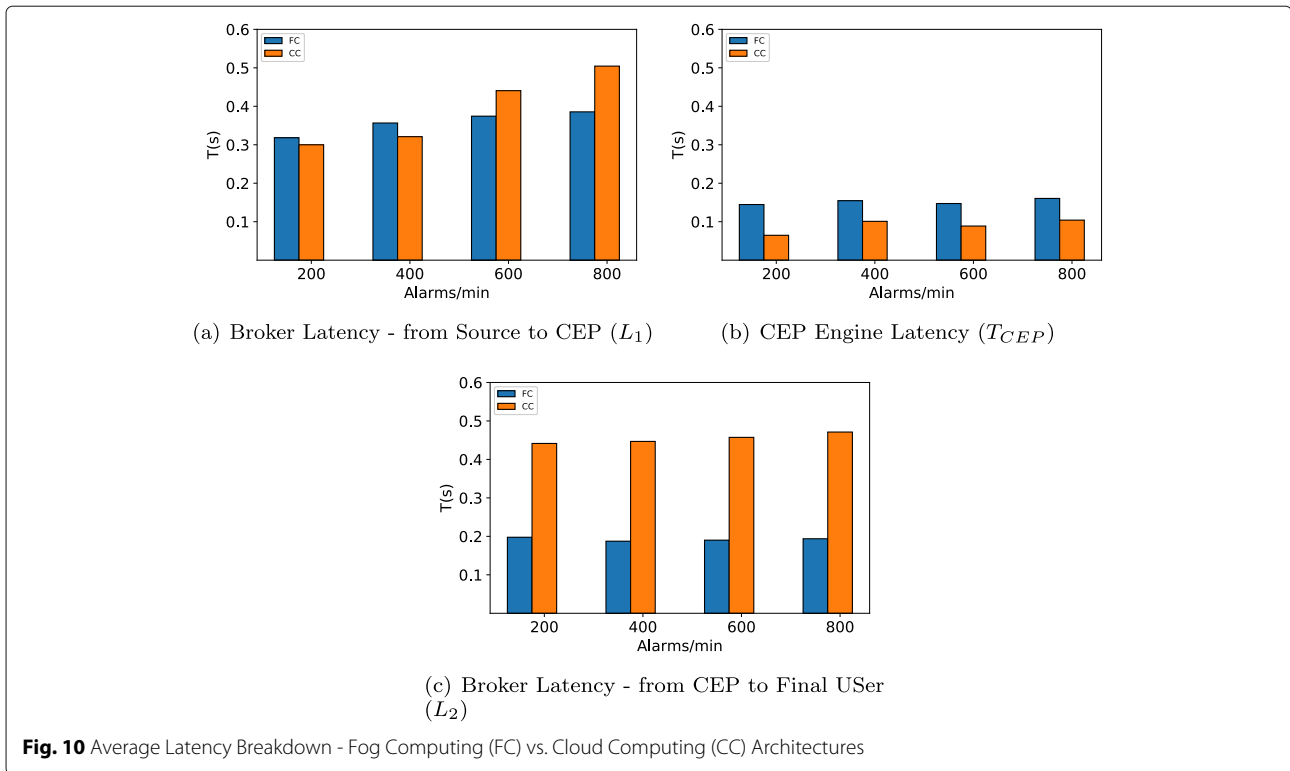 0.6
0.5
0.4
0.3
0.2
0.1
T(s)
FC
CC
200 400 600 800
Alarms/min
(a) Broker Latency - from Source to CEP (L1)
0.6
0.5
0.4
0.3
0.2
0.1
T(s)
FC
CC
200 400 600 800
Alarms/min
(b) CEP Engine Latency (TCEP)
0.6
0.5
0.4
0.3
0.2
0.1
T(s)
FC
CC
200 400 600 800
Alarms/min
(c) Broker Latency - from CEP to Final USer
(L2)
Fig. 10 Average Latency Breakdown - Fog Computing (FC) vs. Cloud Computing (CC) Architectures